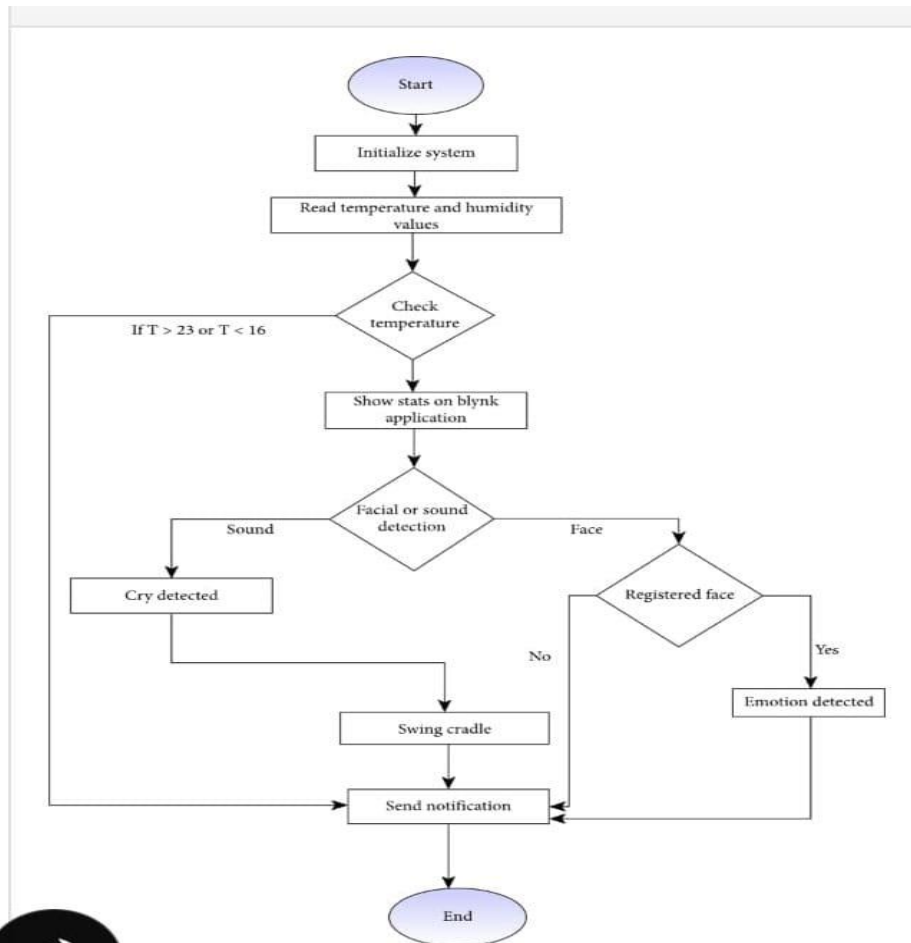 Start
Initialize system
Read temperature and humidity
values
Check
temperature
If T > 23 or T < 16
Show stats on blynk
application
Facial or sound
detection
Sound
Face
Cry detected
Registered face
No
Yes
Emotion detected
Swing cradle
Send notification
End